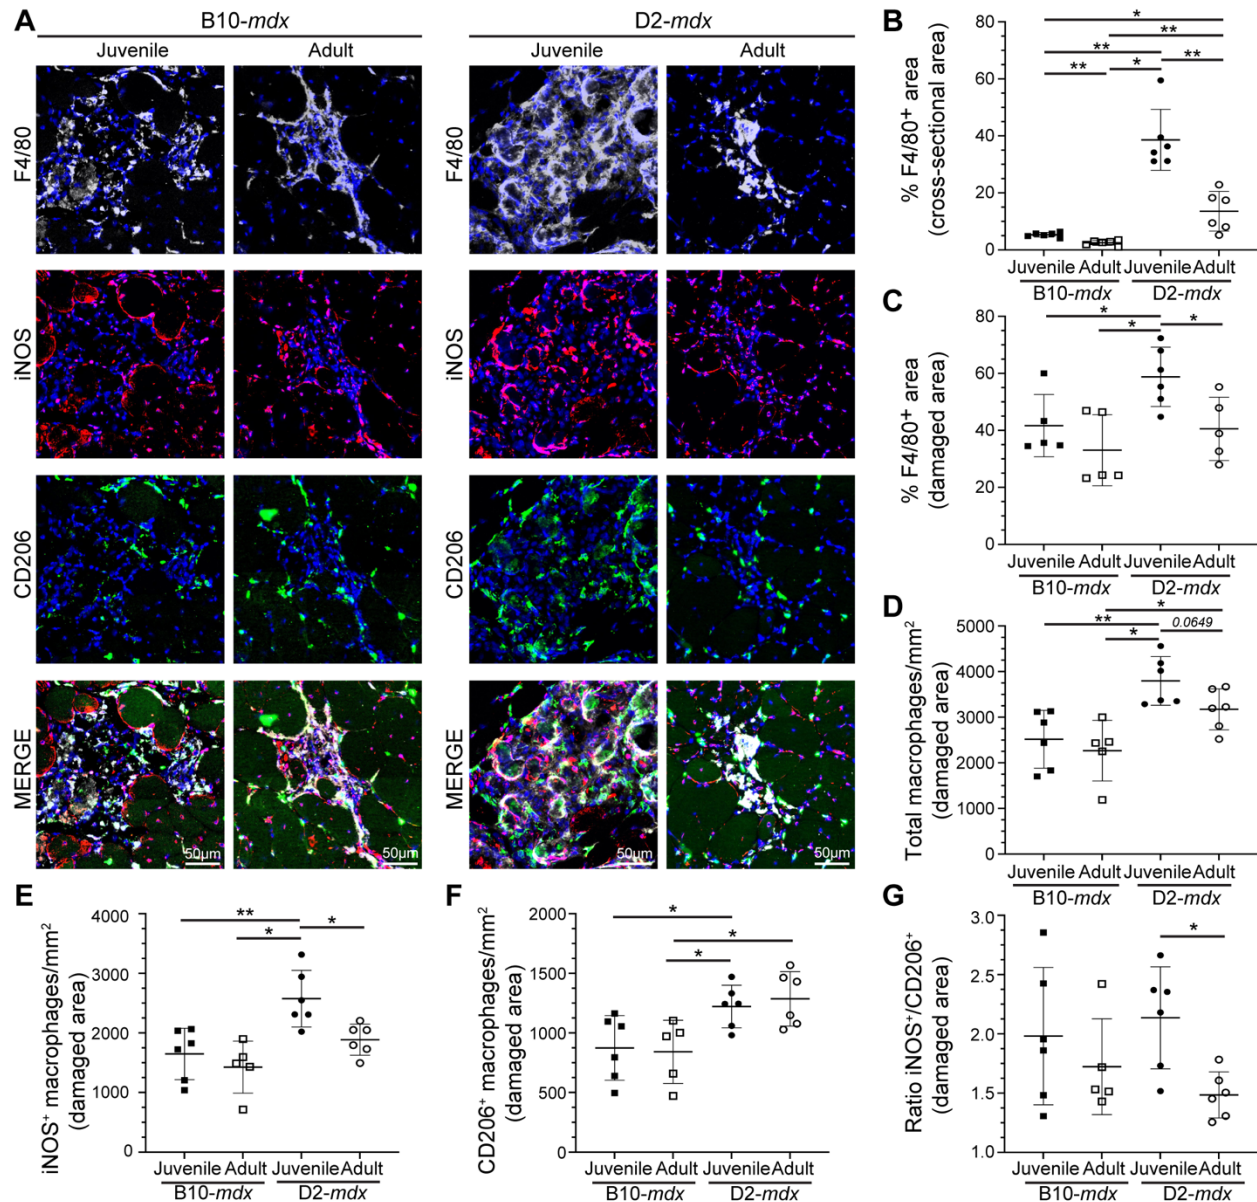 A
B10-mdx
D2-mdx
Juvenile
Adult
Juvenile
Adult
F4/80
F4/80
iNOS
iNOS
CD206
CD206
MERGE
MERGE
50μm
50μm
50μm
50μm
B
% F4/80+ area
(cross-sectional area)
80
60
40
20
0
*
**
**
**
*
**
Juvenile Adult Juvenile Adult
B10-mdx D2-mdx
C
% F4/80+ area
(damaged area)
80
60
40
20
0
*
*
*
Juvenile Adult Juvenile Adult
B10-mdx D2-mdx
D
Total macrophages/mm²
(damaged area)
5000
4000
3000
2000
1000
0
*
**
0.0649
*
Juvenile Adult Juvenile Adult
B10-mdx D2-mdx
E
iNOS+ macrophages/mm²
(damaged area)
4000
3000
2000
1000
0
**
*
*
Juvenile Adult Juvenile Adult
B10-mdx D2-mdx
F
CD206+ macrophages/mm²
(damaged area)
2000
1500
1000
500
0
*
*
*
Juvenile Adult Juvenile Adult
B10-mdx D2-mdx
G
Ratio iNOS+/CD206+
(damaged area)
3.0
2.5
2.0
1.5
1.0
*
Juvenile Adult Juvenile Adult
B10-mdx D2-mdx